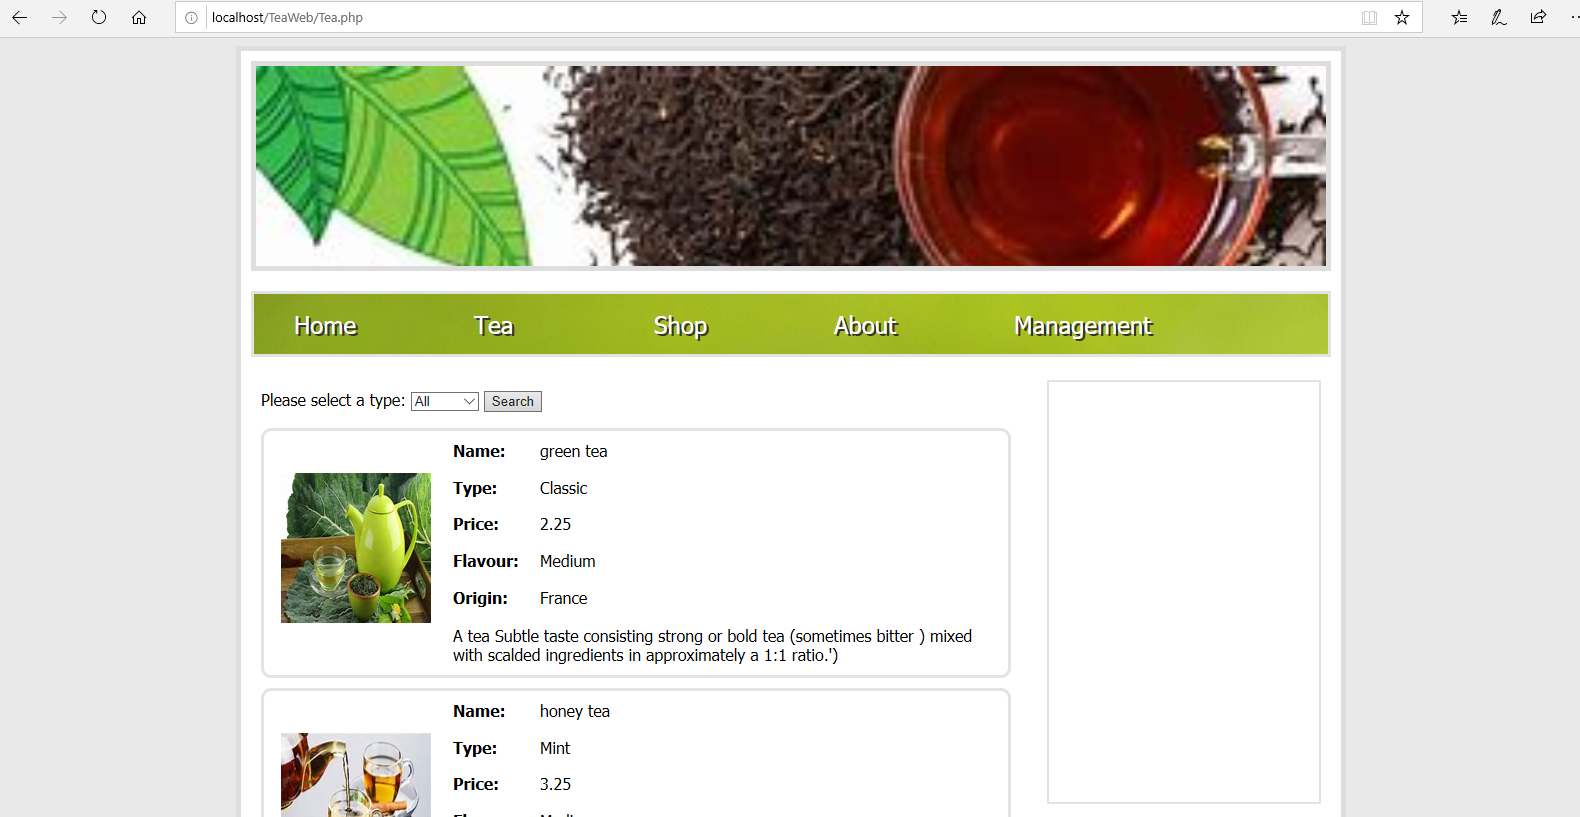 localhost/TeaWeb/Tea.php
Home Tea Shop About Management
Please select a type: All Search
Name: green tea
Type: Classic
Price: 2.25
Flavour: Medium
Origin: France
A tea Subtle taste consisting strong or bold tea (sometimes bitter ) mixed
with scalded ingredients in approximately a 1:1 ratio.')
Name: honey tea
Type: Mint
Price: 3.25